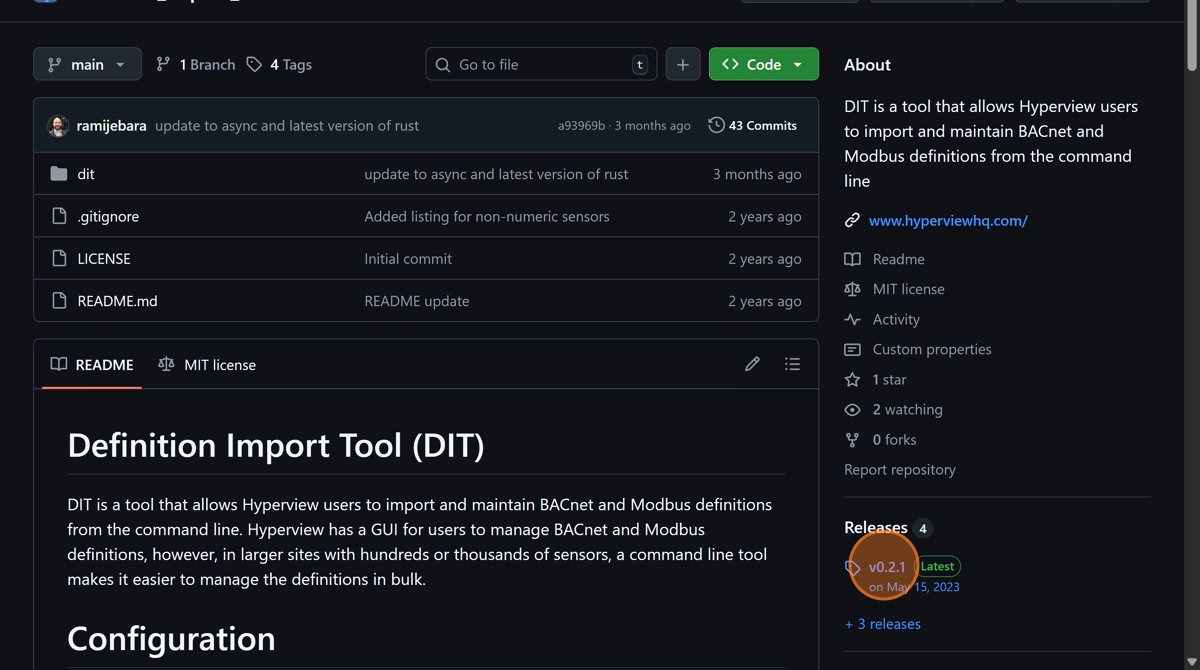 main
1 Branch
4 Tags
Go to file
t
Code
ramijebara update to async and latest version of rust
a93969b · 3 months ago
43 Commits
dit
update to async and latest version of rust
3 months ago
.gitignore
Added listing for non-numeric sensors
2 years ago
LICENSE
Initial commit
2 years ago
README.md
README update
2 years ago
README
MIT license
Definition Import Tool (DIT)
DIT is a tool that allows Hyperview users to import and maintain BACnet and Modbus definitions
from the command line. Hyperview has a GUI for users to manage BACnet and Modbus
definitions, however, in larger sites with hundreds or thousands of sensors, a command line tool
makes it easier to manage the definitions in bulk.
Configuration
About
DIT is a tool that allows Hyperview users
to import and maintain BACnet and
Modbus definitions from the command
line
www.hyperviewhq.com/
Readme
MIT license
Activity
Custom properties
1 star
2 watching
0 forks
Report repository
Releases 4
v0.2.1 Latest
on May 15, 2023
+ 3 releases